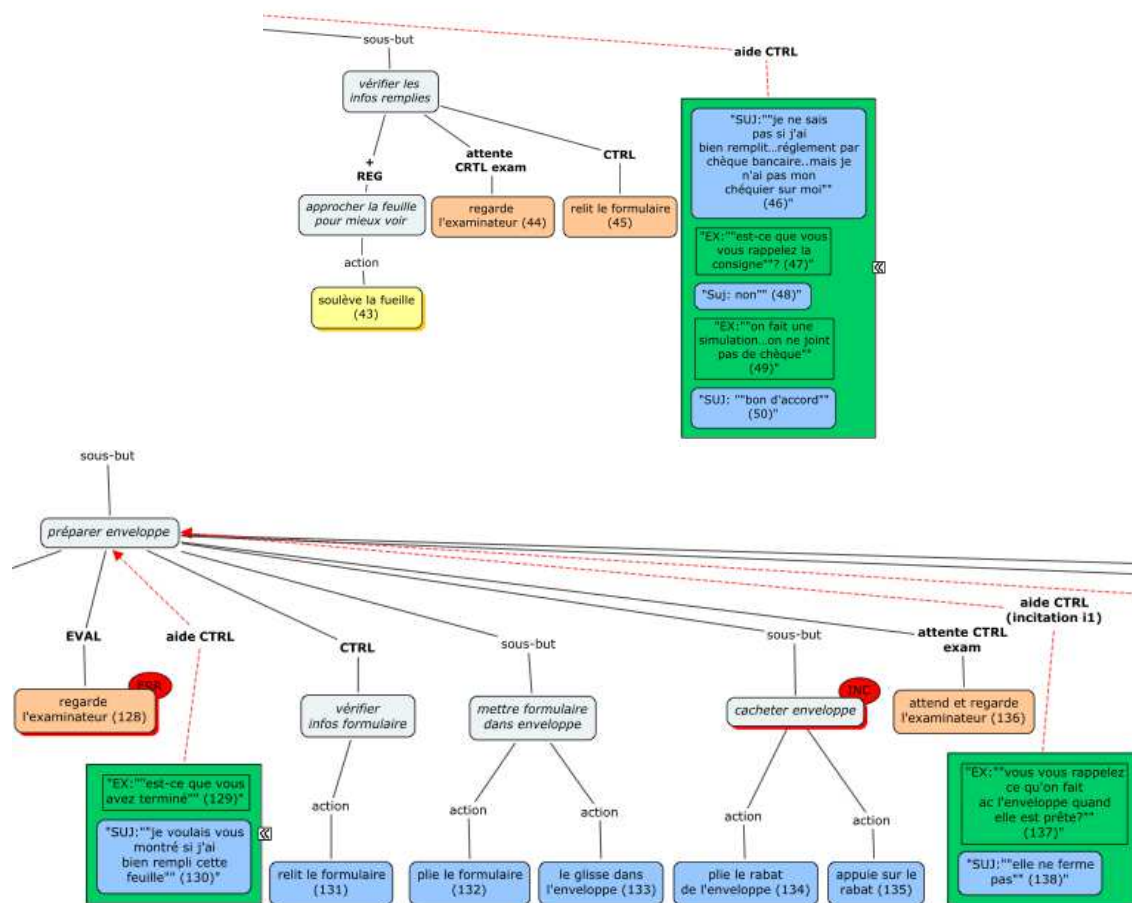 sous-but
aide CTRL
vérifier les
infos remplies
+
REG
attente
CRTL exam
CTRL
approcher la feuille
pour mieux voir
regarde
l'examinateur (44)
relit le formulaire
(45)
action
soulève la fueille
(43)
"SUJ:""je ne sais
pas si j'ai
bien remplit...réglement par
chèque bancaire..mais je
n'ai pas mon
chéquier sur moi""
(46)"
"EX:""est-ce que vous
vous rappelez la
consigne""? (47)"
"Suj: non"" (48)"
"EX:""on fait une
simulation...on ne joint
pas de chèque""
(49)"
"SUJ: ""bon d'accord""
(50)"
sous-but
préparer enveloppe
EVAL
aide CTRL
CTRL
sous-but
sous-but
attente CTRL
exam
aide CTRL
(incitation i1)
ERR
regarde
l'examinateur (128)
vérifier
infos formulaire
mettre formulaire
dans enveloppe
INC
cacheter enveloppe
attend et regarde
l'examinateur (136)
"EX:""est-ce que vous
avez terminé"" (129)"
"SUJ:""je voulais vous
montré si j'ai
bien rempli cette
feuille"" (130)"
action
action
action
action
action
relit le formulaire
(131)
plie le formulaire
(132)
le glisse dans
l'enveloppe (133)
plie le rabat
de l'enveloppe (134)
appuie sur le
rabat (135)
"EX:""vous vous rappelez
ce qu'on fait
ac l'enveloppe quand
elle est prête?""
(137)"
"SUJ:""elle ne ferme
pas"" (138)"